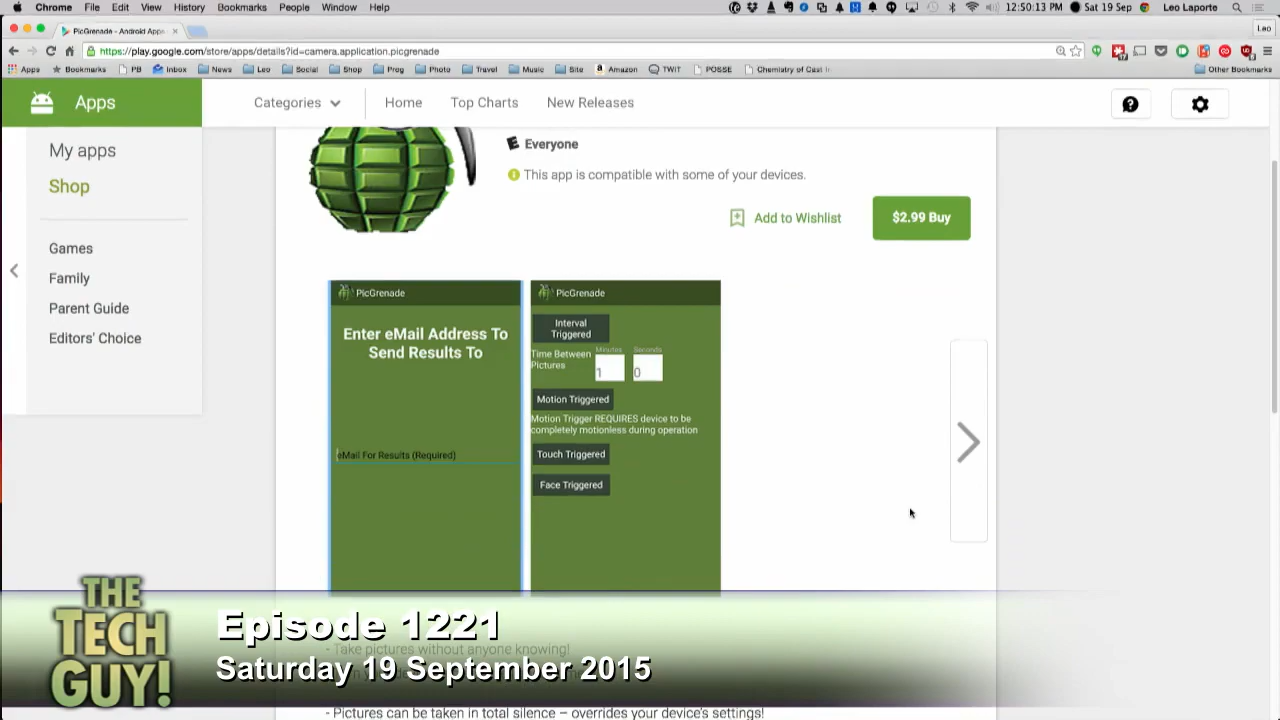 Chrome File Edit View History Bookmarks People Window Help 12:50:13 PM Sat 19 Sep Leo Laporte
PicGrenade - Android Apps Leo
https://play.google.com/store/apps/details?id=camera.application.picgrenade
Apps Bookmarks PB Inbox News Leo Social Shop Prog Photo Travel Music Site Amazon TWiT POSSE Chemistry of Cast Ir Other Bookmarks
Apps Categories Home Top Charts New Releases
My apps
Shop
Games
Family
Parent Guide
Editors' Choice
Everyone
This app is compatible with some of your devices.
Add to Wishlist $2.99 Buy
PicGrenade
Enter eMail Address To
Send Results To
eMail For Results (Required)
PicGrenade
Interval
Triggered
Minutes Seconds
Time Between
Pictures
1 0
Motion Triggered
Motion Trigger REQUIRES device to be
completely motionless during operation
Touch Triggered
Face Triggered
THE
TECH
GUY!
Episode 1221
- Take pictures without anyone knowing!
Saturday 19 September 2015
- Pictures can be taken in total silence – overrides your device's settings!